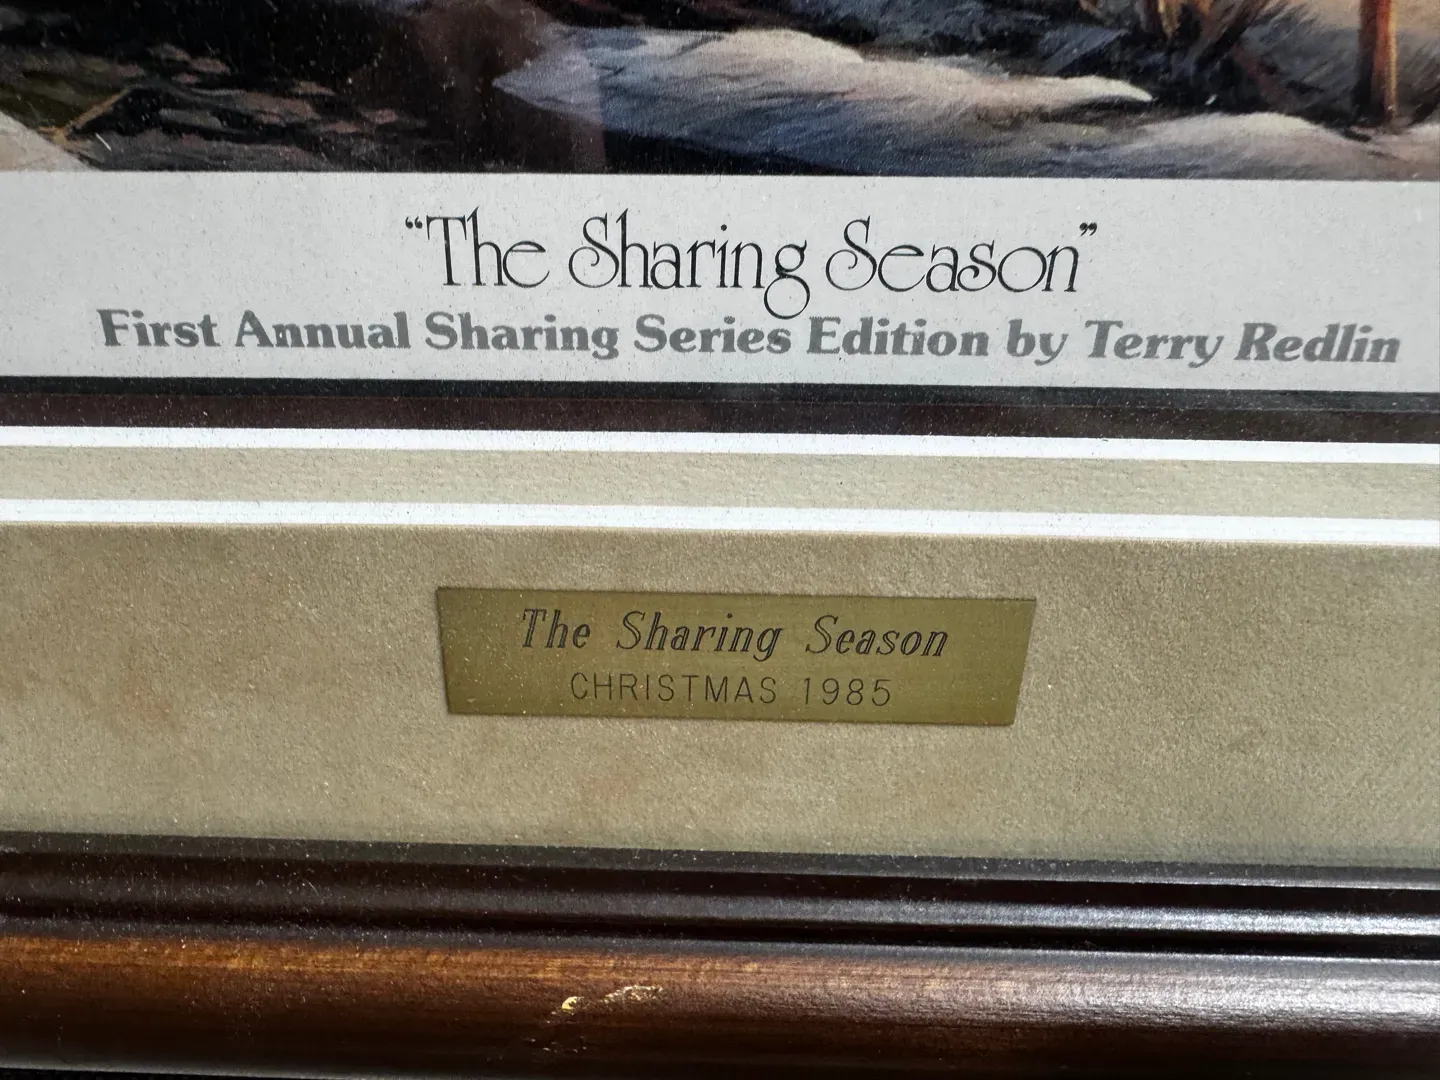 “The Sharing Season”
First Annual Sharing Series Edition by Terry Redlin
The Sharing Season
CHRISTMAS 1985